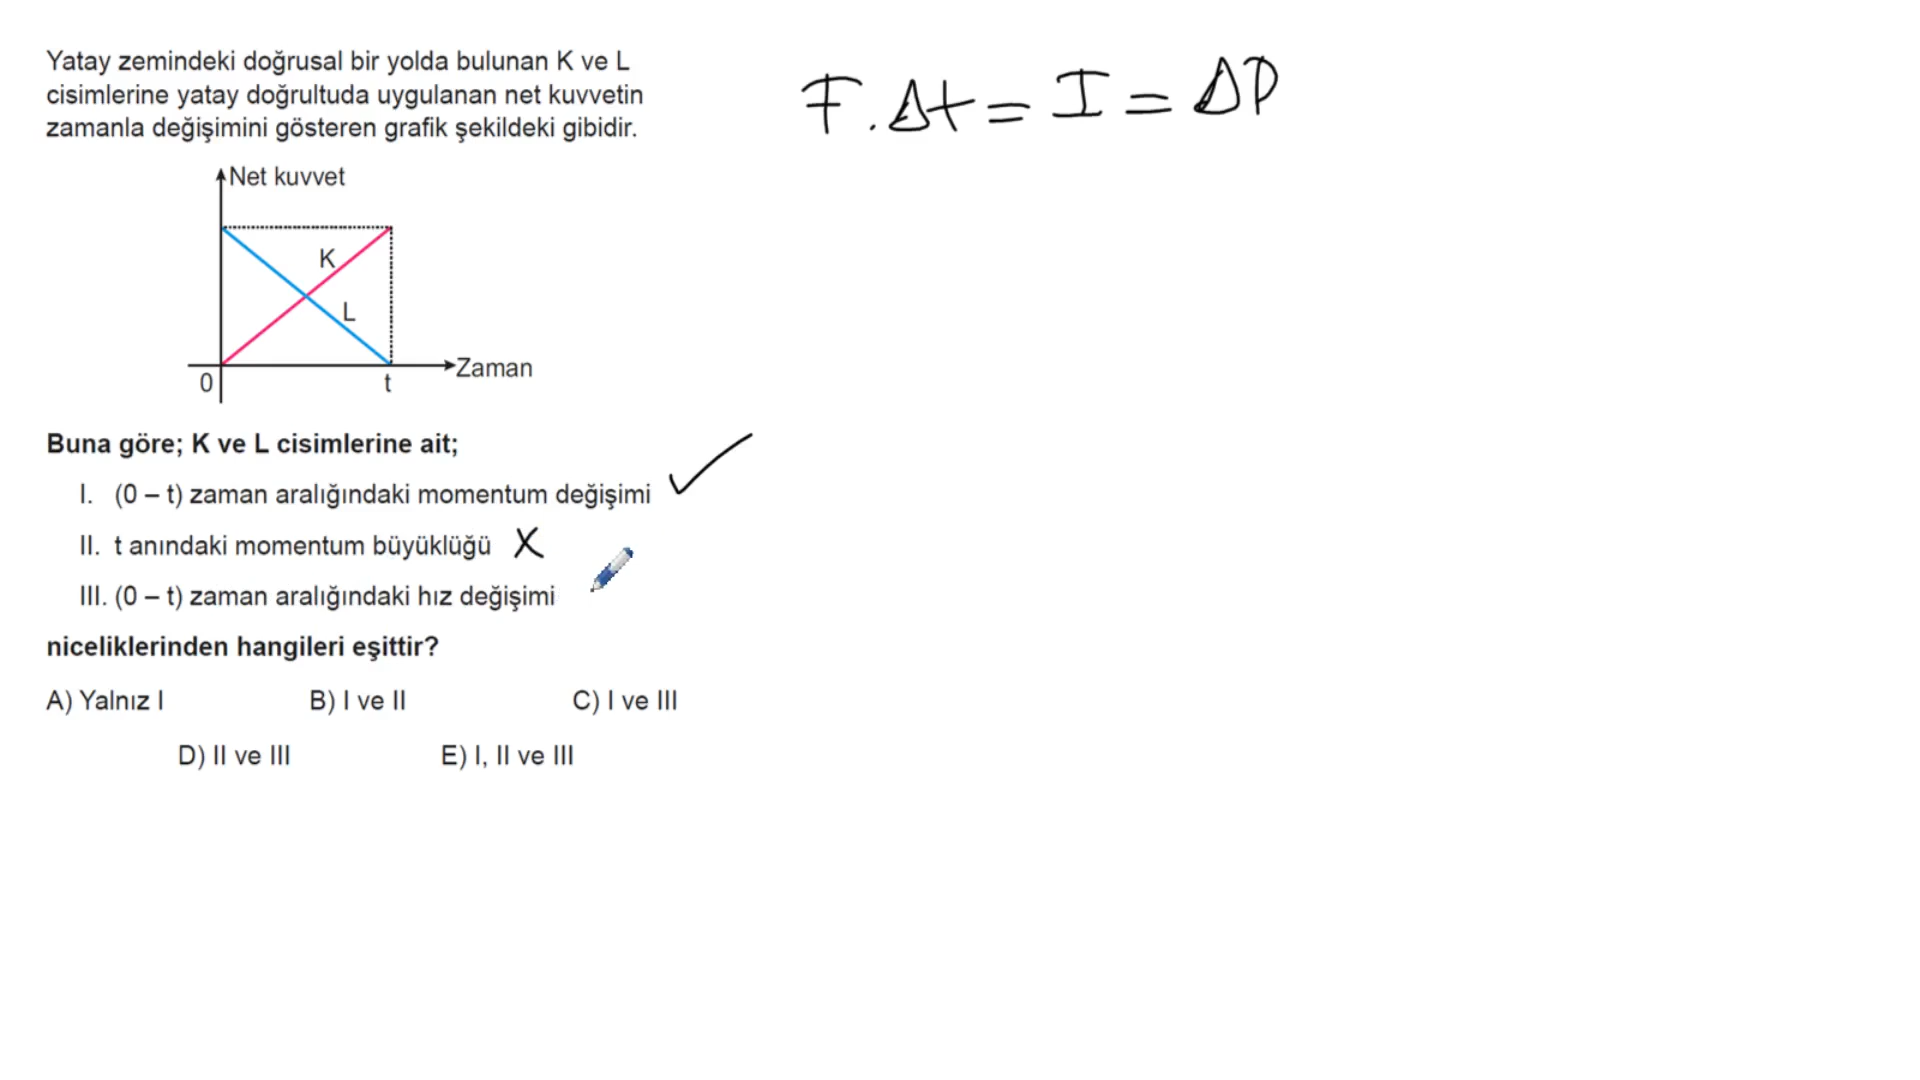 Yatay zemindeki doğrusal bir yolda bulunan K ve L
cisimlerine yatay doğrultuda uygulanan net kuvvetin
zamanla değişimini gösteren grafik şekildeki gibidir.
F.Δt = I = ΔP
Net kuvvet
K
L
0
t
Zaman
Buna göre; K ve L cisimlerine ait;
I. (0 – t) zaman aralığındaki momentum değişimi ✓
II. t anındaki momentum büyüklüğü X
III. (0 – t) zaman aralığındaki hız değişimi
niceliklerinden hangileri eşittir?
A) Yalnız I B) I ve II C) I ve III
D) II ve III E) I, II ve III